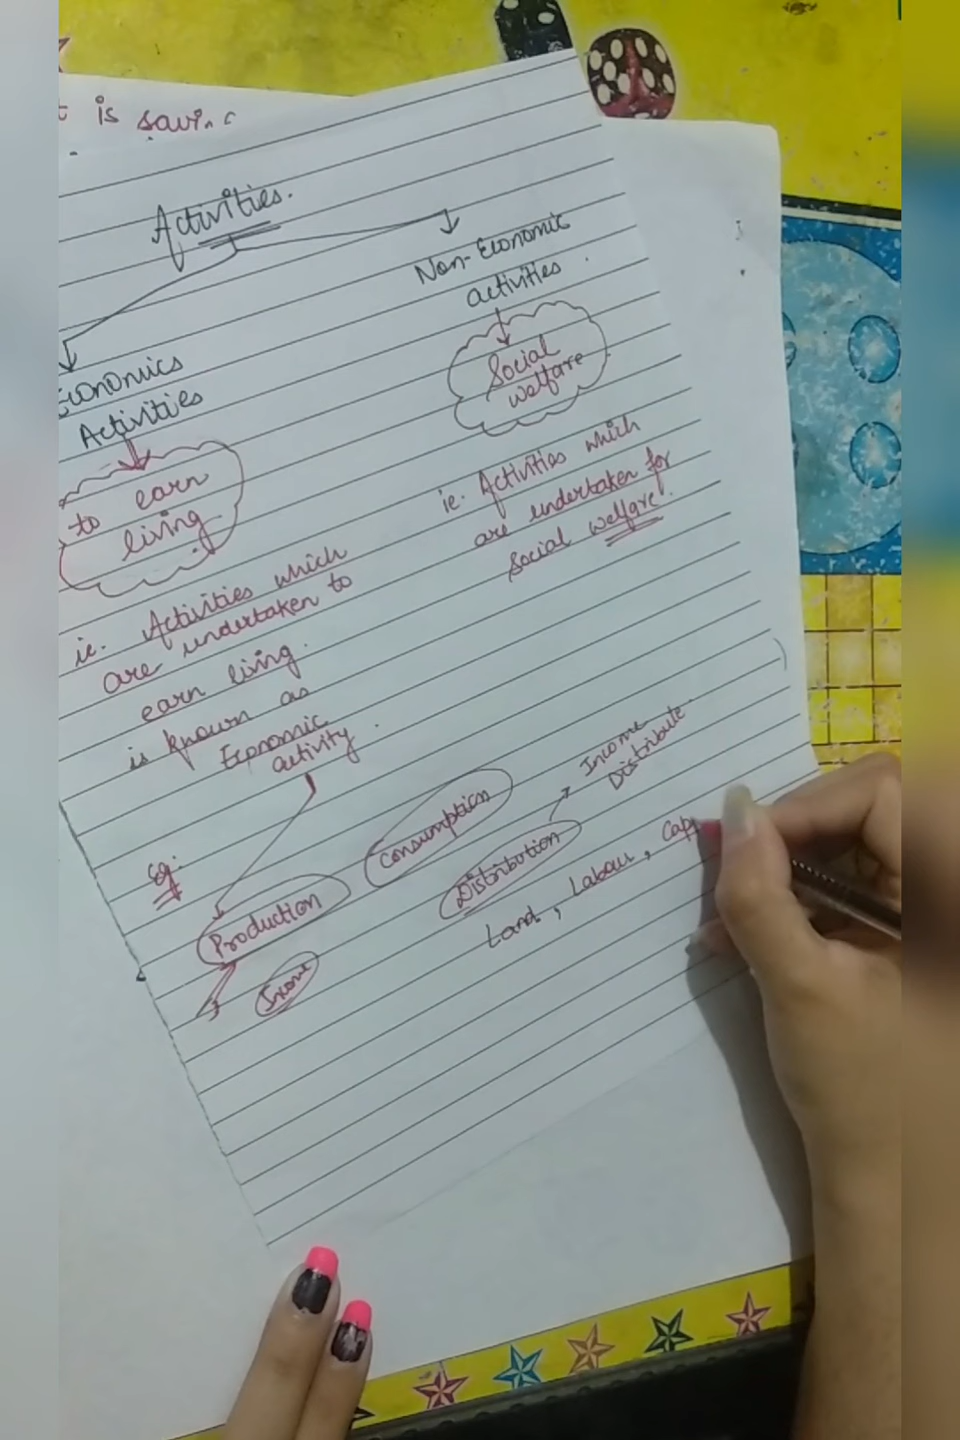 is saving
Activities.
Non-Economic
activities.
Economics
Activities
Social
welfare.
to earn
living
ie. Activities which
are undertaken for
social welfare.
ie. Activities which
are undertaken to
earn living.
is known as
Economic
activity.
Income
Distribute
Eg:
Production
Consumption
Distribution
Land, Labour, Cap
Income